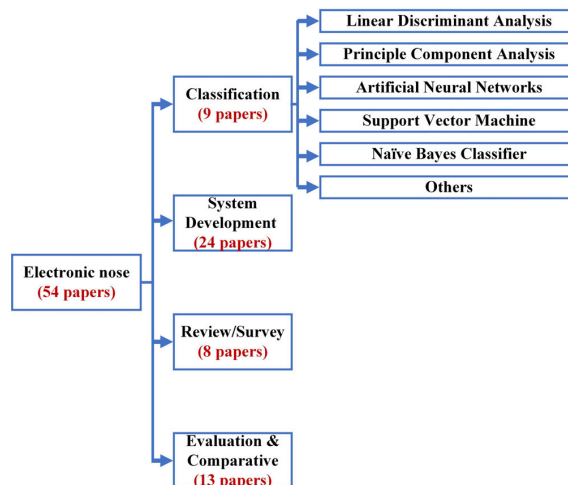 Electronic nose
(54 papers)
Classification
(9 papers)
Linear Discriminant Analysis
Principle Component Analysis
Artificial Neural Networks
Support Vector Machine
Naïve Bayes Classifier
Others
System
Development
(24 papers)
Review/Survey
(8 papers)
Evaluation &
Comparative
(13 papers)